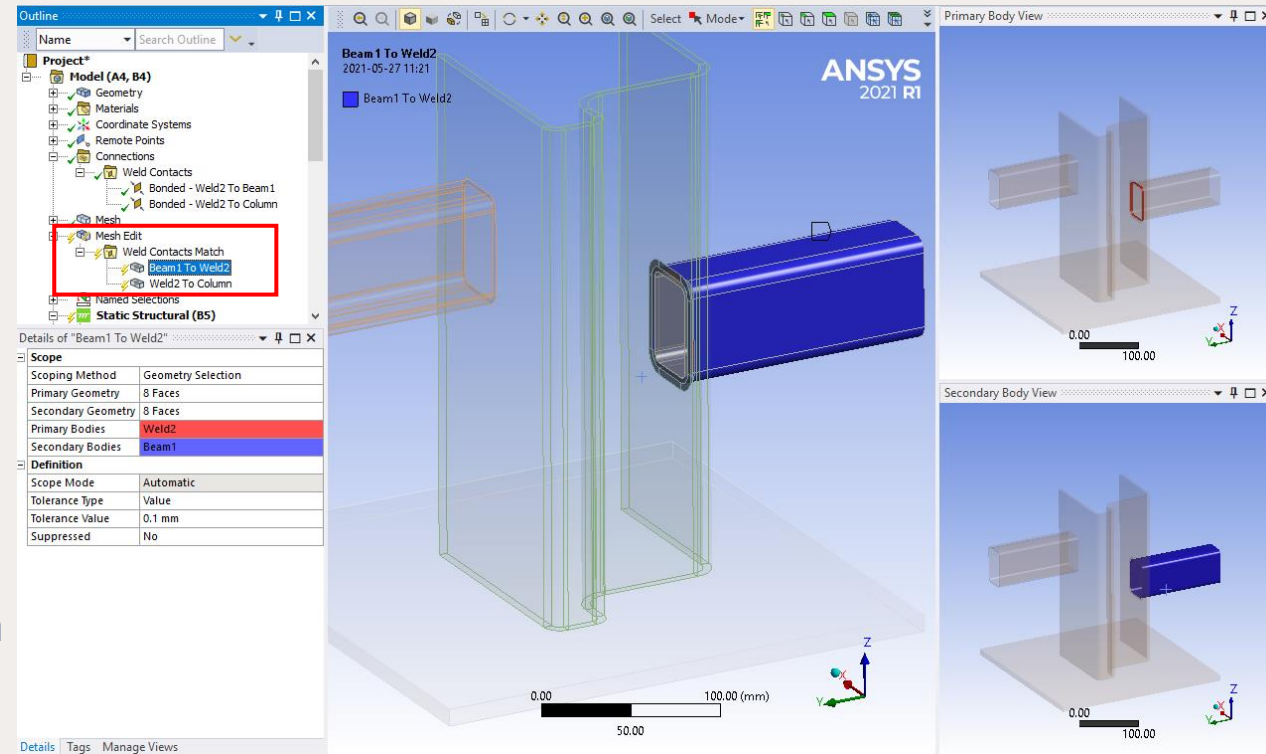 Outline
Name
Search Outline
Project*
Model (A4, B4)
Geometry
Materials
Coordinate Systems
Remote Points
Connections
Weld Contacts
Bonded - Weld2 To Beam1
Bonded - Weld2 To Column
Mesh
Mesh Edit
Weld Contacts Match
Beam1 To Weld2
Weld2 To Column
Named Selections
Static Structural (B5)
Details of "Beam1 To Weld2"
Scope
Scoping Method Geometry Selection
Primary Geometry 8 Faces
Secondary Geometry 8 Faces
Primary Bodies Weld2
Secondary Bodies Beam1
Definition
Scope Mode Automatic
Tolerance Type Value
Tolerance Value 0.1 mm
Suppressed No
Details Tags Manage Views
Select Mode
Beam1 To Weld2
2021-05-27 11:21
Beam1 To Weld2
ANSYS
2021 R1
Z
X
Y
0.00 100.00 (mm)
50.00
Primary Body View
Z
X
Y
0.00
100.00
Secondary Body View
Z
X
Y
0.00
100.00